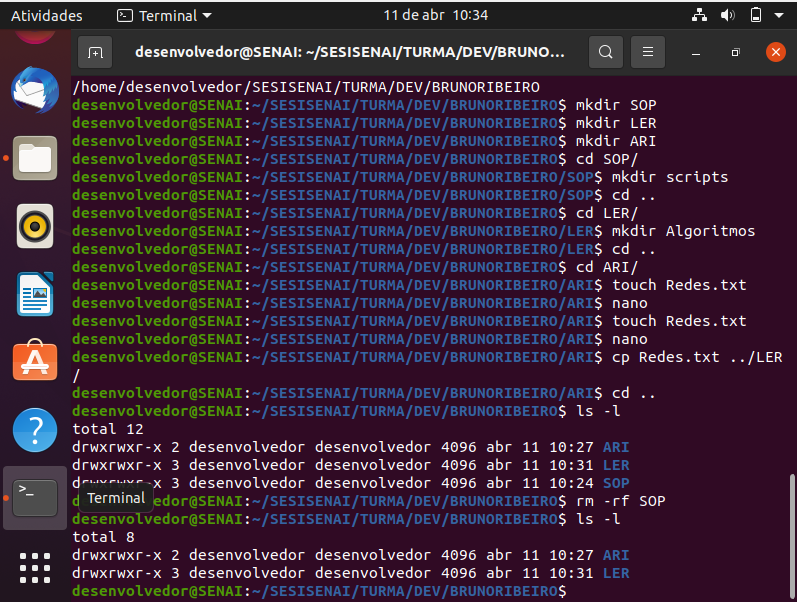 Atividades
Terminal
11 de abr 10:34
desenvolvedor@SENAI: ~/SESISENAI/TURMA/DEV/BRUNO...
/home/desenvolvedor/SESISENAI/TURMA/DEV/BRUNORIBEIRO
desenvolvedor@SENAI:~/SESISENAI/TURMA/DEV/BRUNORIBEIRO$ mkdir SOP
desenvolvedor@SENAI:~/SESISENAI/TURMA/DEV/BRUNORIBEIRO$ mkdir LER
desenvolvedor@SENAI:~/SESISENAI/TURMA/DEV/BRUNORIBEIRO$ mkdir ARI
desenvolvedor@SENAI:~/SESISENAI/TURMA/DEV/BRUNORIBEIRO$ cd SOP/
desenvolvedor@SENAI:~/SESISENAI/TURMA/DEV/BRUNORIBEIRO/SOP$ mkdir scripts
desenvolvedor@SENAI:~/SESISENAI/TURMA/DEV/BRUNORIBEIRO/SOP$ cd ..
desenvolvedor@SENAI:~/SESISENAI/TURMA/DEV/BRUNORIBEIRO$ cd LER/
desenvolvedor@SENAI:~/SESISENAI/TURMA/DEV/BRUNORIBEIRO/LER$ mkdir Algoritmos
desenvolvedor@SENAI:~/SESISENAI/TURMA/DEV/BRUNORIBEIRO/LER$ cd ..
desenvolvedor@SENAI:~/SESISENAI/TURMA/DEV/BRUNORIBEIRO$ cd ARI/
desenvolvedor@SENAI:~/SESISENAI/TURMA/DEV/BRUNORIBEIRO/ARI$ touch Redes.txt
desenvolvedor@SENAI:~/SESISENAI/TURMA/DEV/BRUNORIBEIRO/ARI$ nano
desenvolvedor@SENAI:~/SESISENAI/TURMA/DEV/BRUNORIBEIRO/ARI$ touch Redes.txt
desenvolvedor@SENAI:~/SESISENAI/TURMA/DEV/BRUNORIBEIRO/ARI$ nano
desenvolvedor@SENAI:~/SESISENAI/TURMA/DEV/BRUNORIBEIRO/ARI$ cp Redes.txt ../LER
/
desenvolvedor@SENAI:~/SESISENAI/TURMA/DEV/BRUNORIBEIRO/ARI$ cd ..
desenvolvedor@SENAI:~/SESISENAI/TURMA/DEV/BRUNORIBEIRO$ ls -l
total 12
drwxrwxr-x 2 desenvolvedor desenvolvedor 4096 abr 11 10:27 ARI
drwxrwxr-x 3 desenvolvedor desenvolvedor 4096 abr 11 10:31 LER
drwxrwxr-x 3 desenvolvedor desenvolvedor 4096 abr 11 10:24 SOP
Terminal
desenvolvedor@SENAI:~/SESISENAI/TURMA/DEV/BRUNORIBEIRO$ rm -rf SOP
desenvolvedor@SENAI:~/SESISENAI/TURMA/DEV/BRUNORIBEIRO$ ls -l
total 8
drwxrwxr-x 2 desenvolvedor desenvolvedor 4096 abr 11 10:27 ARI
drwxrwxr-x 3 desenvolvedor desenvolvedor 4096 abr 11 10:31 LER
desenvolvedor@SENAI:~/SESISENAI/TURMA/DEV/BRUNORIBEIRO$